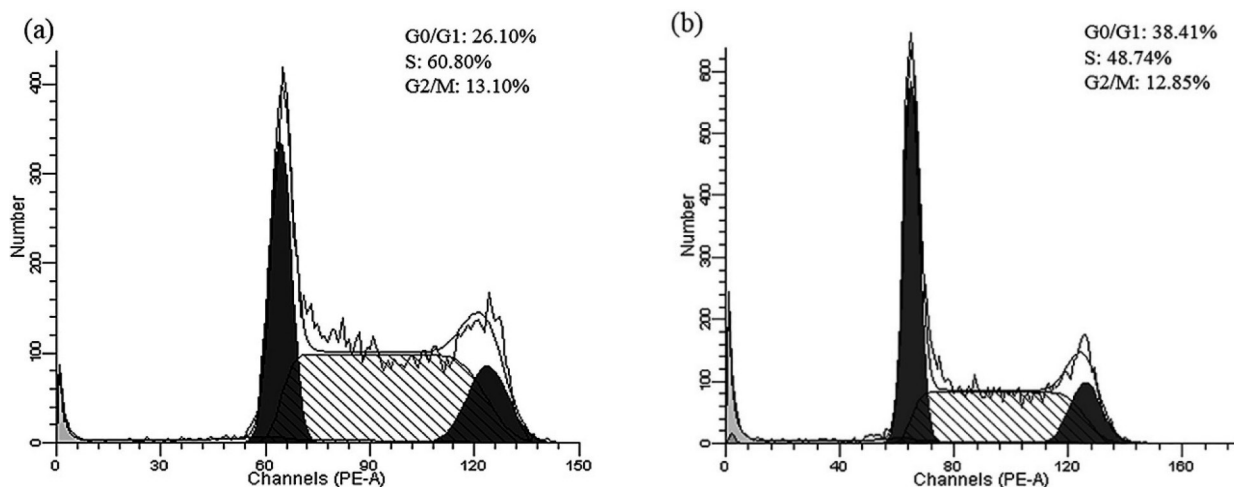 (a)
G0/G1: 26.10%
S: 60.80%
G2/M: 13.10%
Number
400
300
200
100
0
0 30 60 90 120 150
Channels (PE-A)
(b)
G0/G1: 38.41%
S: 48.74%
G2/M: 12.85%
Number
600
500
400
300
200
100
0
0 40 80 120 160
Channels (PE-A)